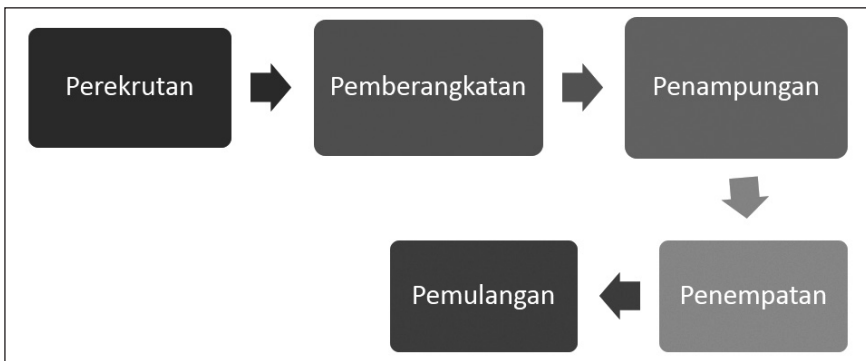 Perekrutan
Pemberangkatan
Penampungan
Penempatan
Pemulangan